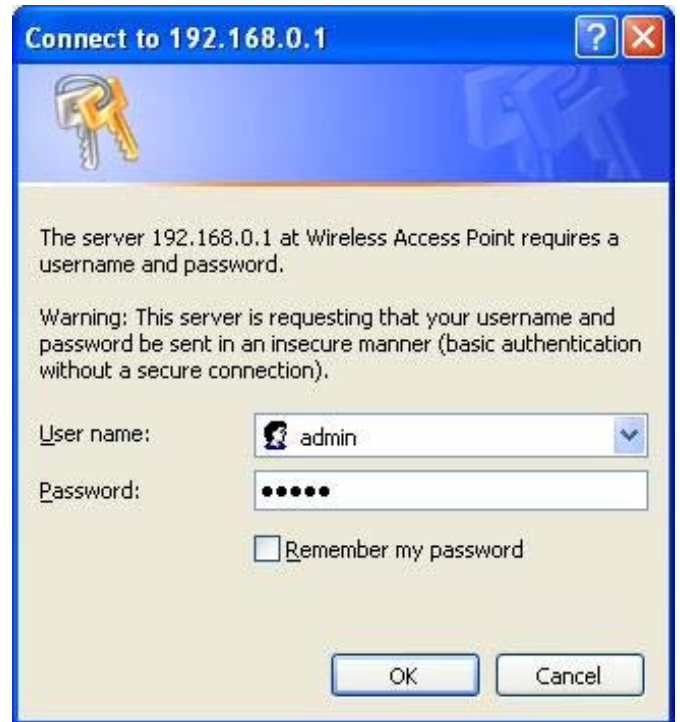 Connect to 192.168.0.1
?
The server 192.168.0.1 at Wireless Access Point requires a
username and password.
Warning: This server is requesting that your username and
password be sent in an insecure manner (basic authentication
without a secure connection).
User name:
admin
Password:
•••••
Remember my password
OK
Cancel